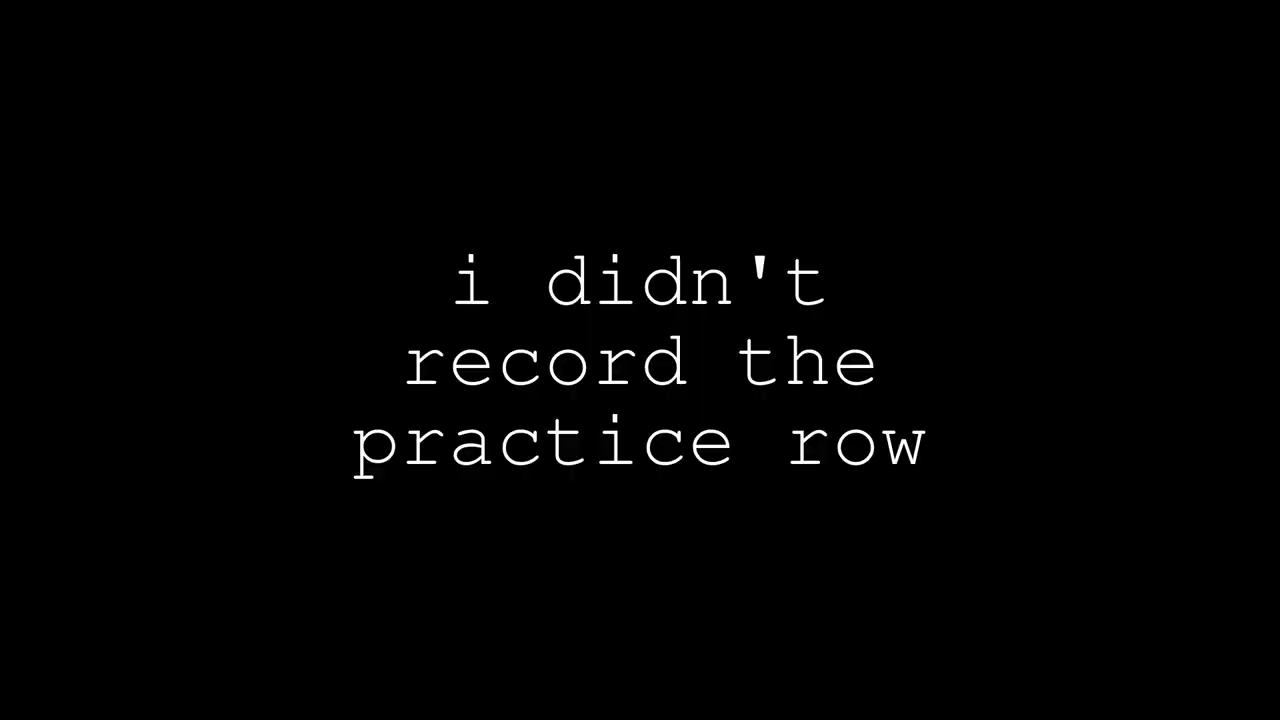 i didn't
record the
practice row